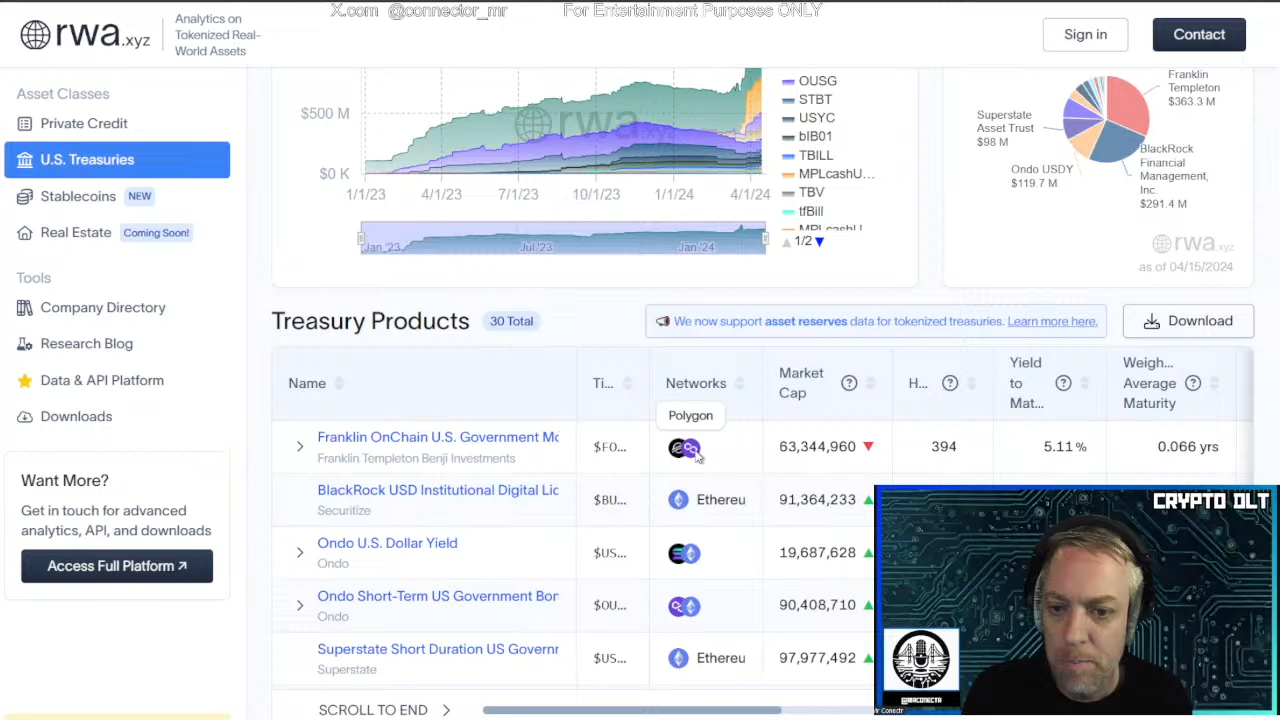 X.com @connector_mr For Entertainment Purposes ONLY
rwa.xyz
Analytics on
Tokenized Real-
World Assets
Sign in
Contact
Asset Classes
Private Credit
U.S. Treasuries
Stablecoins NEW
Real Estate Coming Soon!
Tools
Company Directory
Research Blog
Data & API Platform
Downloads
Want More?
Get in touch for advanced
analytics, API, and downloads
Access Full Platform ↗
$500 M
$0 K
rwa.xyz
1/1/23 4/1/23 7/1/23 10/1/23 1/1/24 4/1/24
Jan '23 Jul '23 Jan '24
OUSG
STBT
USYC
bIB01
TBILL
MPLcashU...
TBV
tfBill
MPLcashU
1/2
Franklin
Templeton
$363.3 M
Superstate
Asset Trust
$98 M
BlackRock
Financial
Management,
Inc.
$291.4 M
Ondo USDY
$119.7 M
rwa.xyz
as of 04/15/2024
Treasury Products 30 Total
We now support asset reserves data for tokenized treasuries. Learn more here.
Download
Name Ti... Networks Market Cap ? H... ? Yield to Mat... ? Weigh... Average Maturity ?
Polygon
Franklin OnChain U.S. Government Mo $FO... 63,344,960 394 5.11 % 0.066 yrs
Franklin Templeton Benji Investments
BlackRock USD Institutional Digital Lic $BU... Ethereu 91,364,233
Securitize
Ondo U.S. Dollar Yield $US... 19,687,628
Ondo
Ondo Short-Term US Government Bon $OU... 90,408,710
Ondo
Superstate Short Duration US Governr $US... Ethereu 97,977,492
Superstate
SCROLL TO END
CRYPTO DLT
Mr Conectr